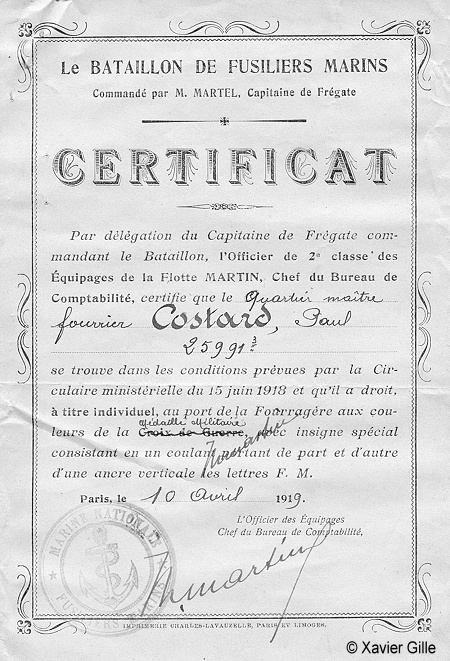 Le BATAILLON DE FUSILIERS MARINS
Commandé par M. MARTEL, Capitaine de Frégate
CERTIFICAT
Par délégation du Capitaine de Frégate com-
mandant le Bataillon, l'Officier de 2e classe des
Équipages de la Flotte MARTIN, Chef du Bureau de
Comptabilité, certifie que le Quartier maître
fourrier Costard, Paul
25991 3
se trouve dans les conditions prévues par la Cir-
culaire ministérielle du 15 juin 1918 et qu'il a droit,
à titre individuel, au port de la Fourragère aux cou-
Médaille Militaire
leurs de la Croix de Guerre, avec insigne spécial
consistant en un coulant portant de part et d'autre
d'une ancre verticale les lettres F. M.
Paris, le 10 Avril 1919.
L'Officier des Équipages
Chef du Bureau de Comptabilité,
MARINE NATIONALE
FUSILIERS
Martin
IMPRIMERIE CHARLES-LAVAUZELLE, PARIS ET LIMOGES.
© Xavier Gille